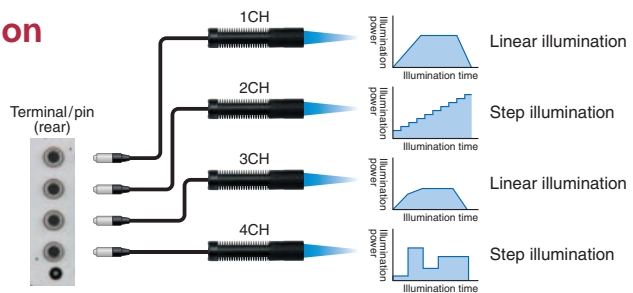 on
Terminal/pin
(rear)
1CH
Illumination
power
Illumination time
Linear illumination
2CH
Illumination
power
Illumination time
Step illumination
3CH
Illumination
power
Illumination time
Linear illumination
4CH
Illumination
power
Illumination time
Step illumination